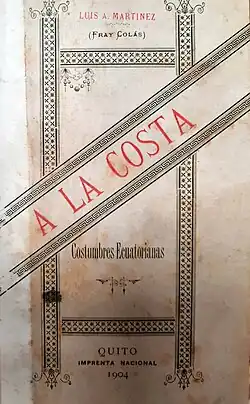 LUIS A. MARTINEZ
(FRAY COLÁS)
A LA COSTA
Costumbres Ecuatorianas
QUITO
IMPRENTA NACIONAL
1904